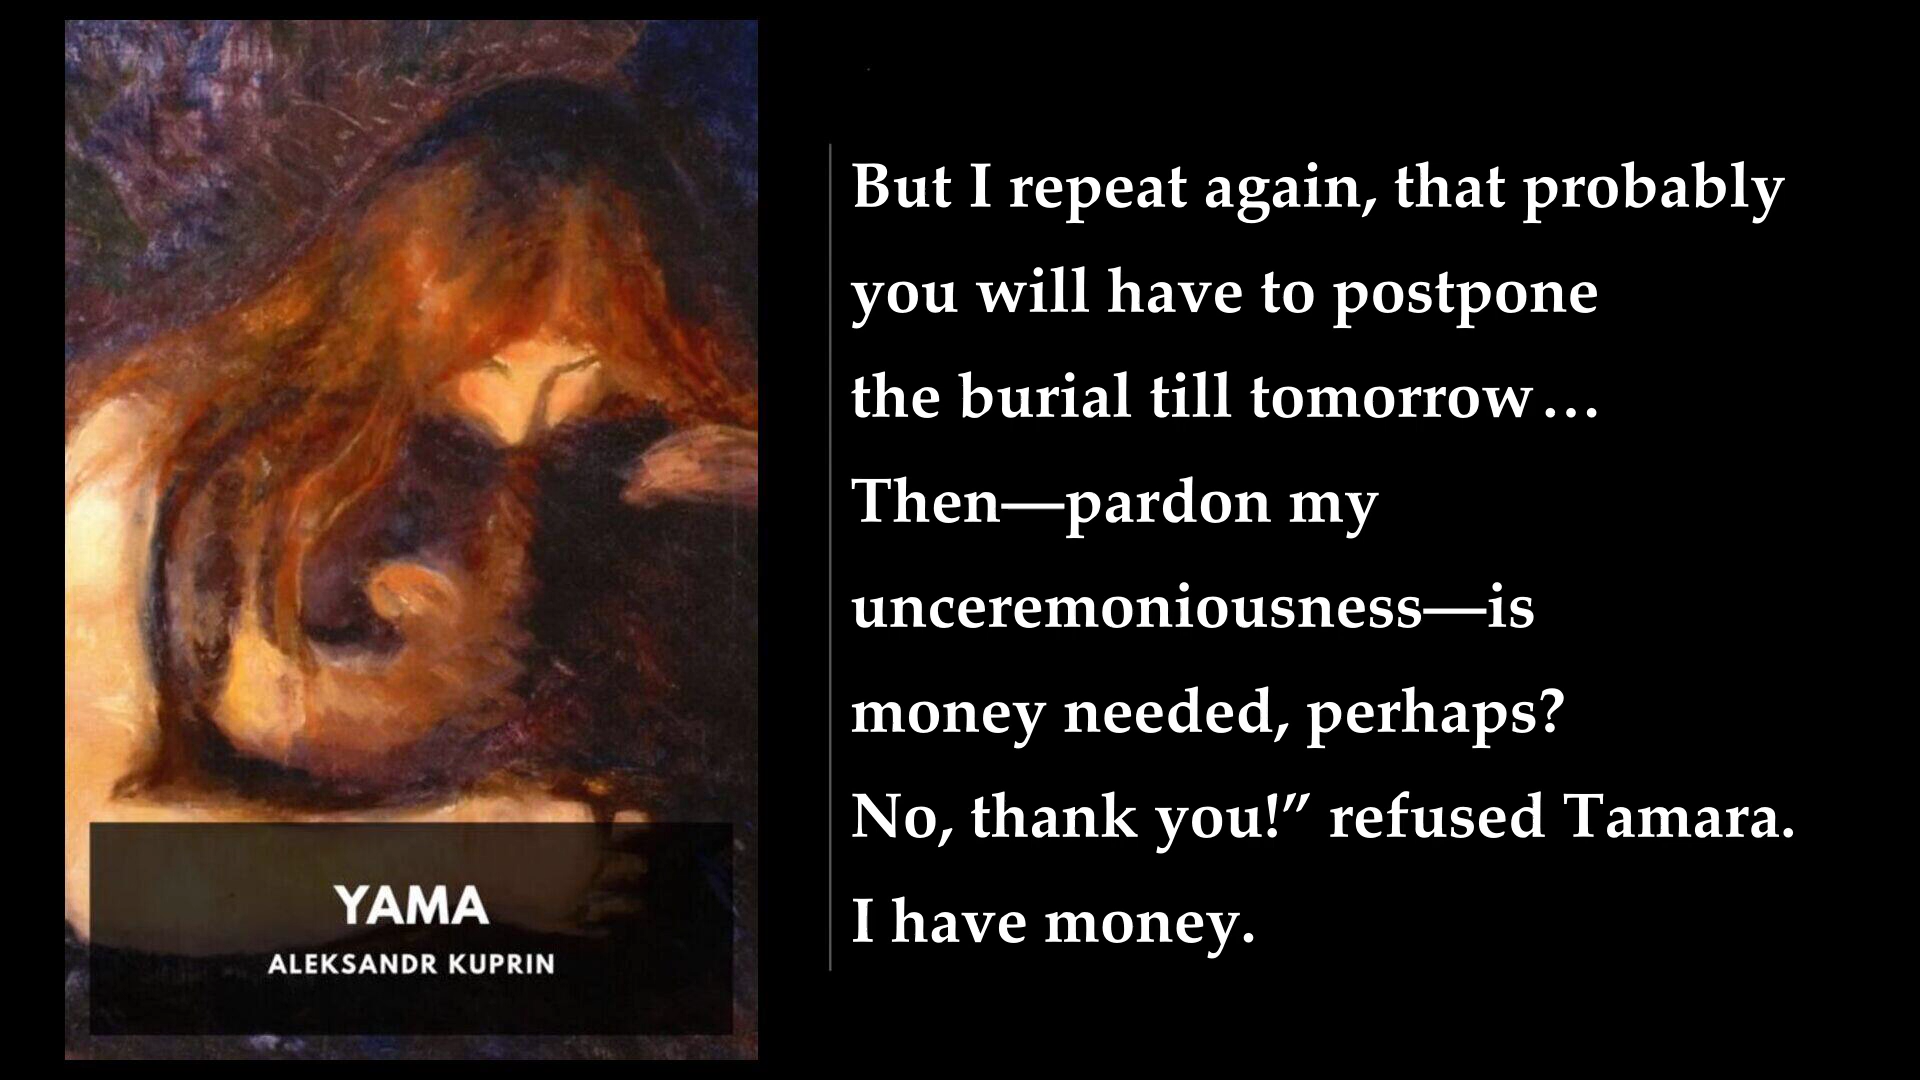 YAMA
ALEKSANDR KUPRIN
But I repeat again, that probably
you will have to postpone
the burial till tomorrow…
Then—pardon my
unceremoniousness—is
money needed, perhaps?
No, thank you!” refused Tamara.
I have money.